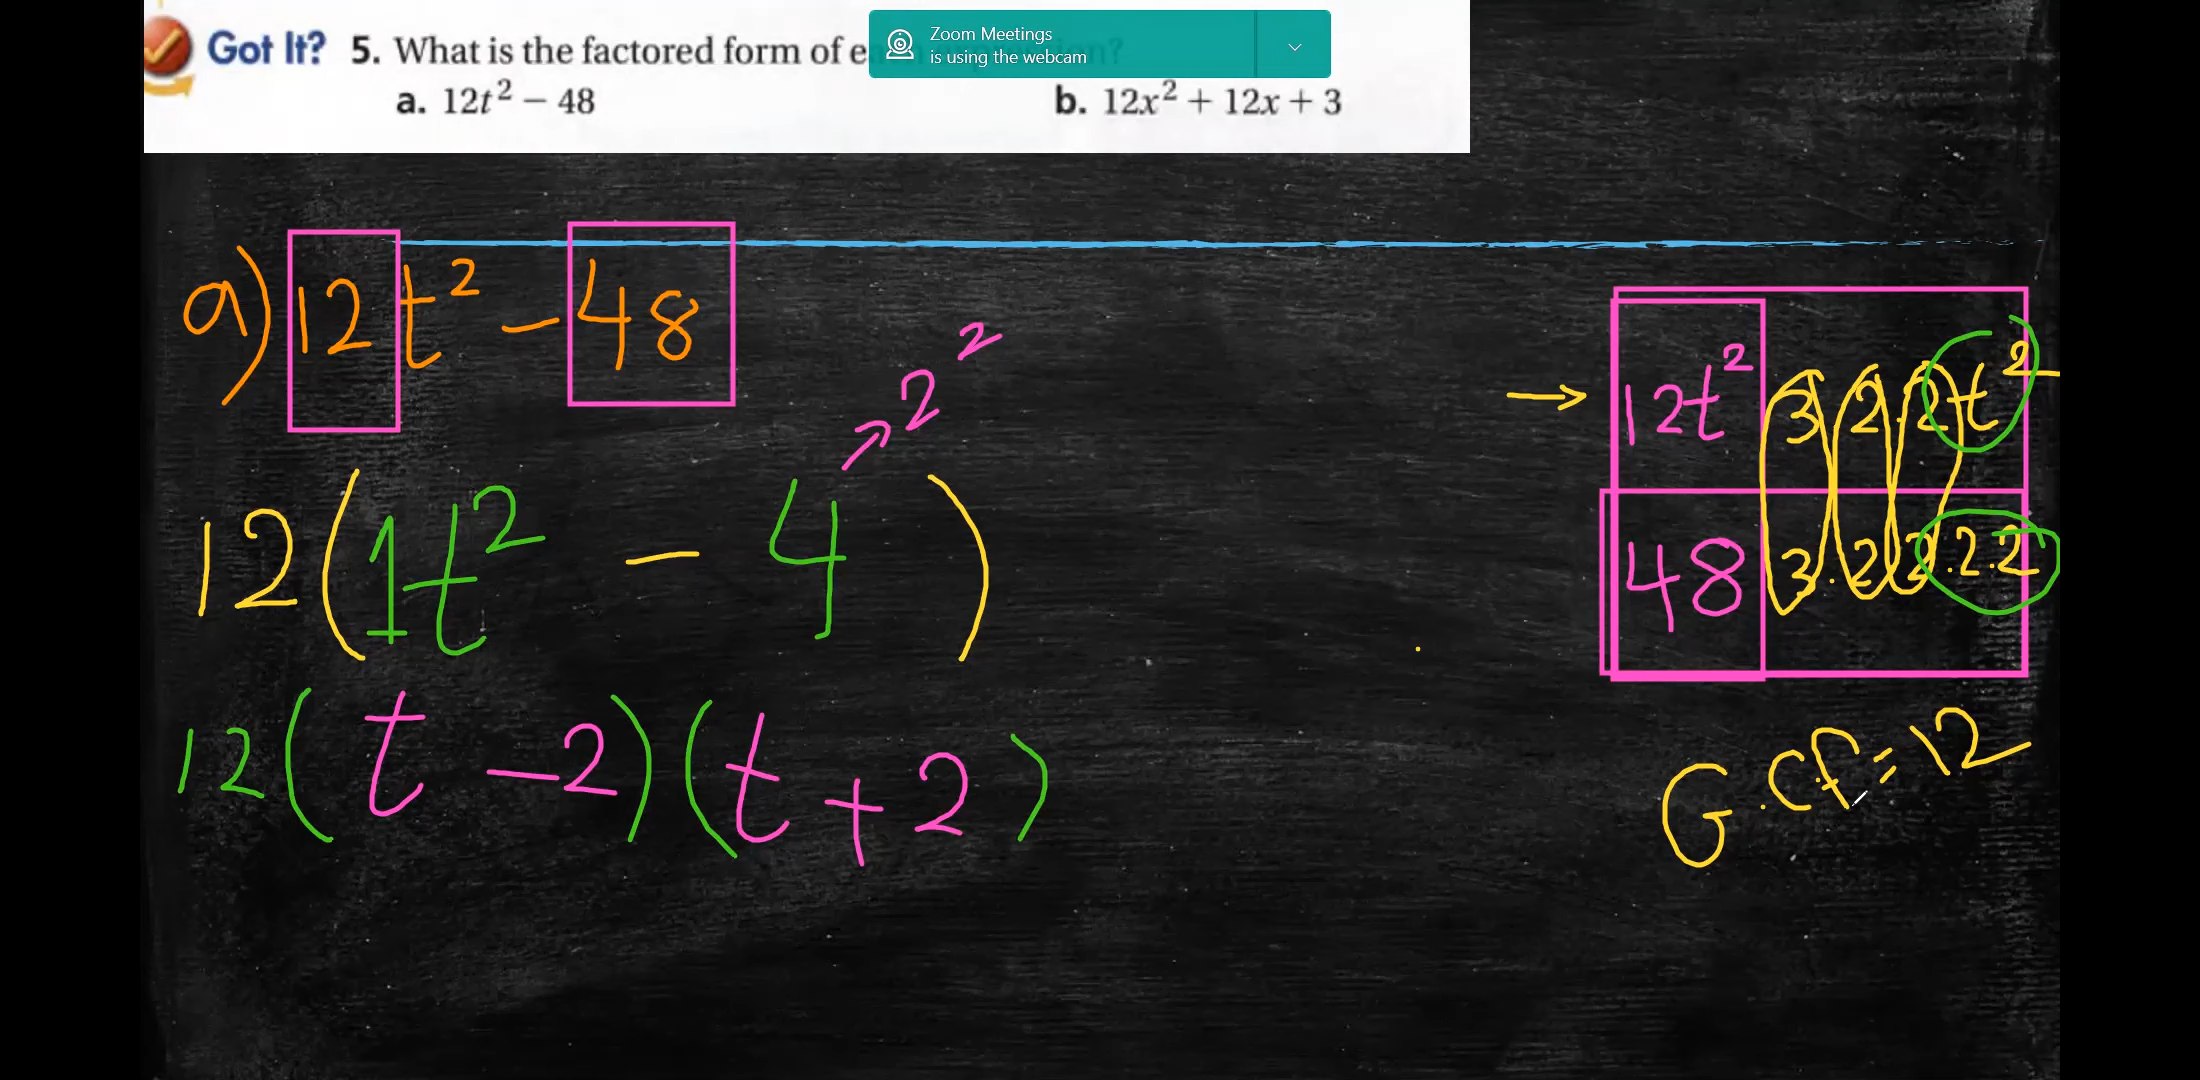 Got It? 5. What is the factored form of e
Zoom Meetings
is using the webcam
?
a. 12t² − 48
b. 12x² + 12x + 3
a) 12t² − 48
2²
12(1t² − 4)
12(t − 2)(t + 2)
→ 12t² 3 2 . 2 t²
48 3 . 2 . 2 . 2 . 2
G.cf = 12